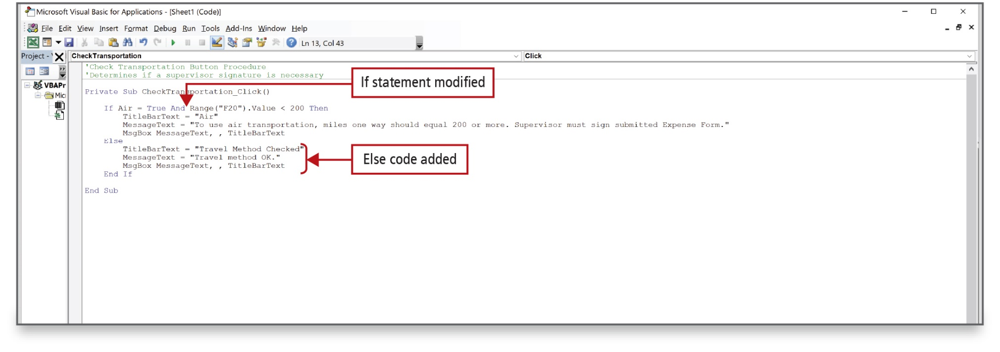 Microsoft Visual Basic for Applications - [Sheet1 (Code)]
File Edit View Insert Format Debug Run Tools Add-Ins Window Help
Ln 13, Col 43
Project -
CheckTransportation
Click
VBAPr
Mic
'Check Transportation Button Procedure
'Determines if a supervisor signature is necessary
If statement modified
Private Sub CheckTransportation_Click()
If Air = True And Range("F20").Value < 200 Then
TitleBarText = "Air"
MessageText = "To use air transportation, miles one way should equal 200 or more. Supervisor must sign submitted Expense Form."
MsgBox MessageText, , TitleBarText
Else
TitleBarText = "Travel Method Checked"
MessageText = "Travel method OK."
MsgBox MessageText, , TitleBarText
Else code added
End If
End Sub